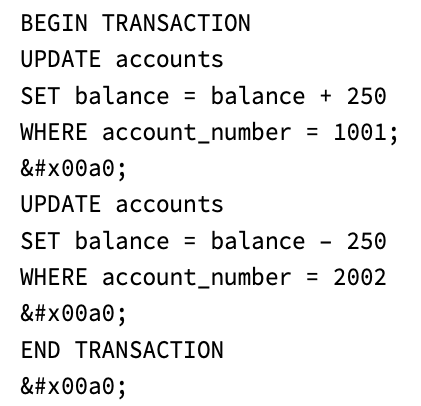 BEGIN TRANSACTION
UPDATE accounts
SET balance = balance + 250
WHERE account_number = 1001;
&#x00a0;
UPDATE accounts
SET balance = balance – 250
WHERE account_number = 2002
&#x00a0;
END TRANSACTION
&#x00a0;